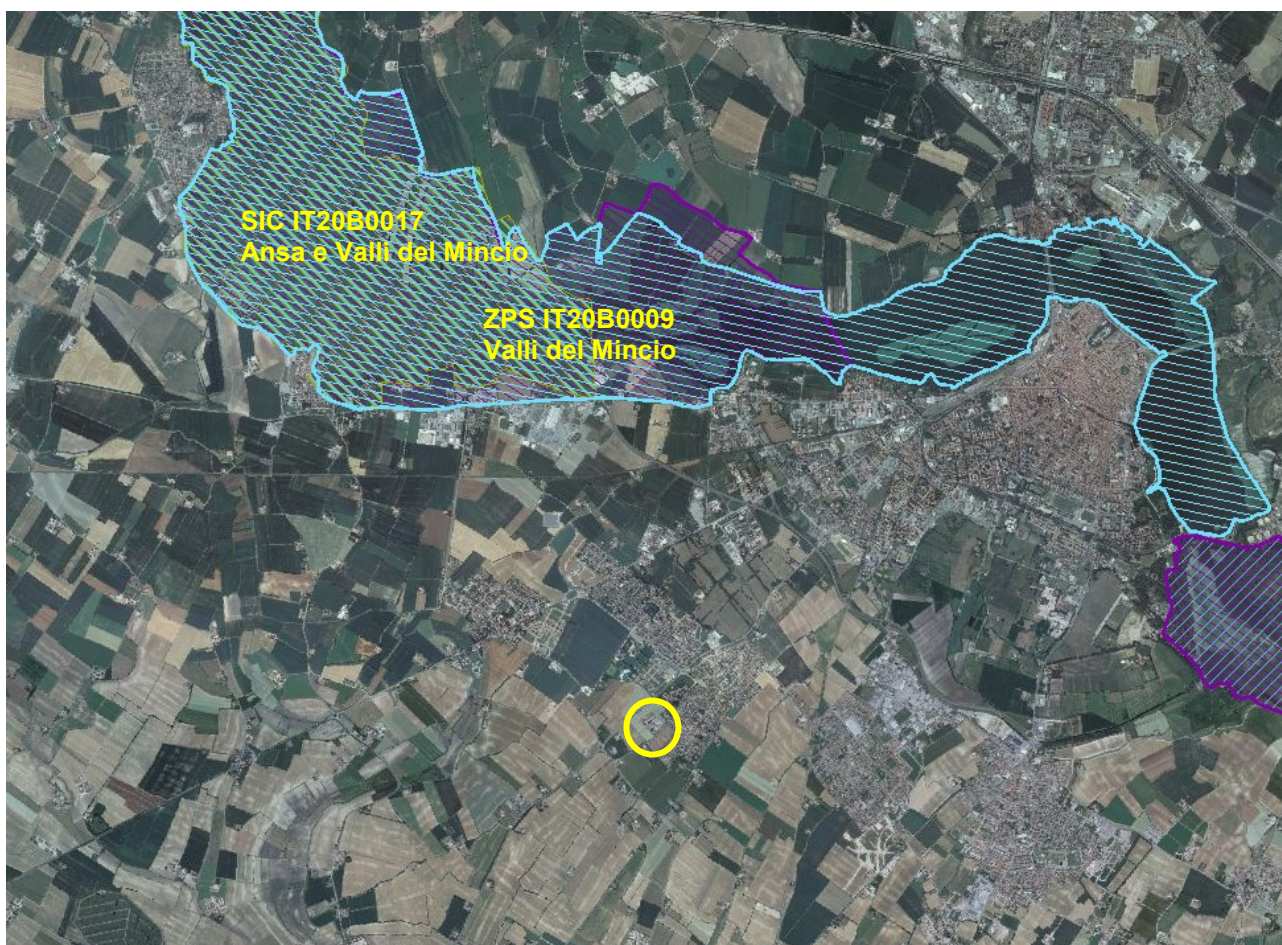 SIC IT20B0017
Ansa e Valli del Mincio
ZPS IT20B0009
Valli del Mincio